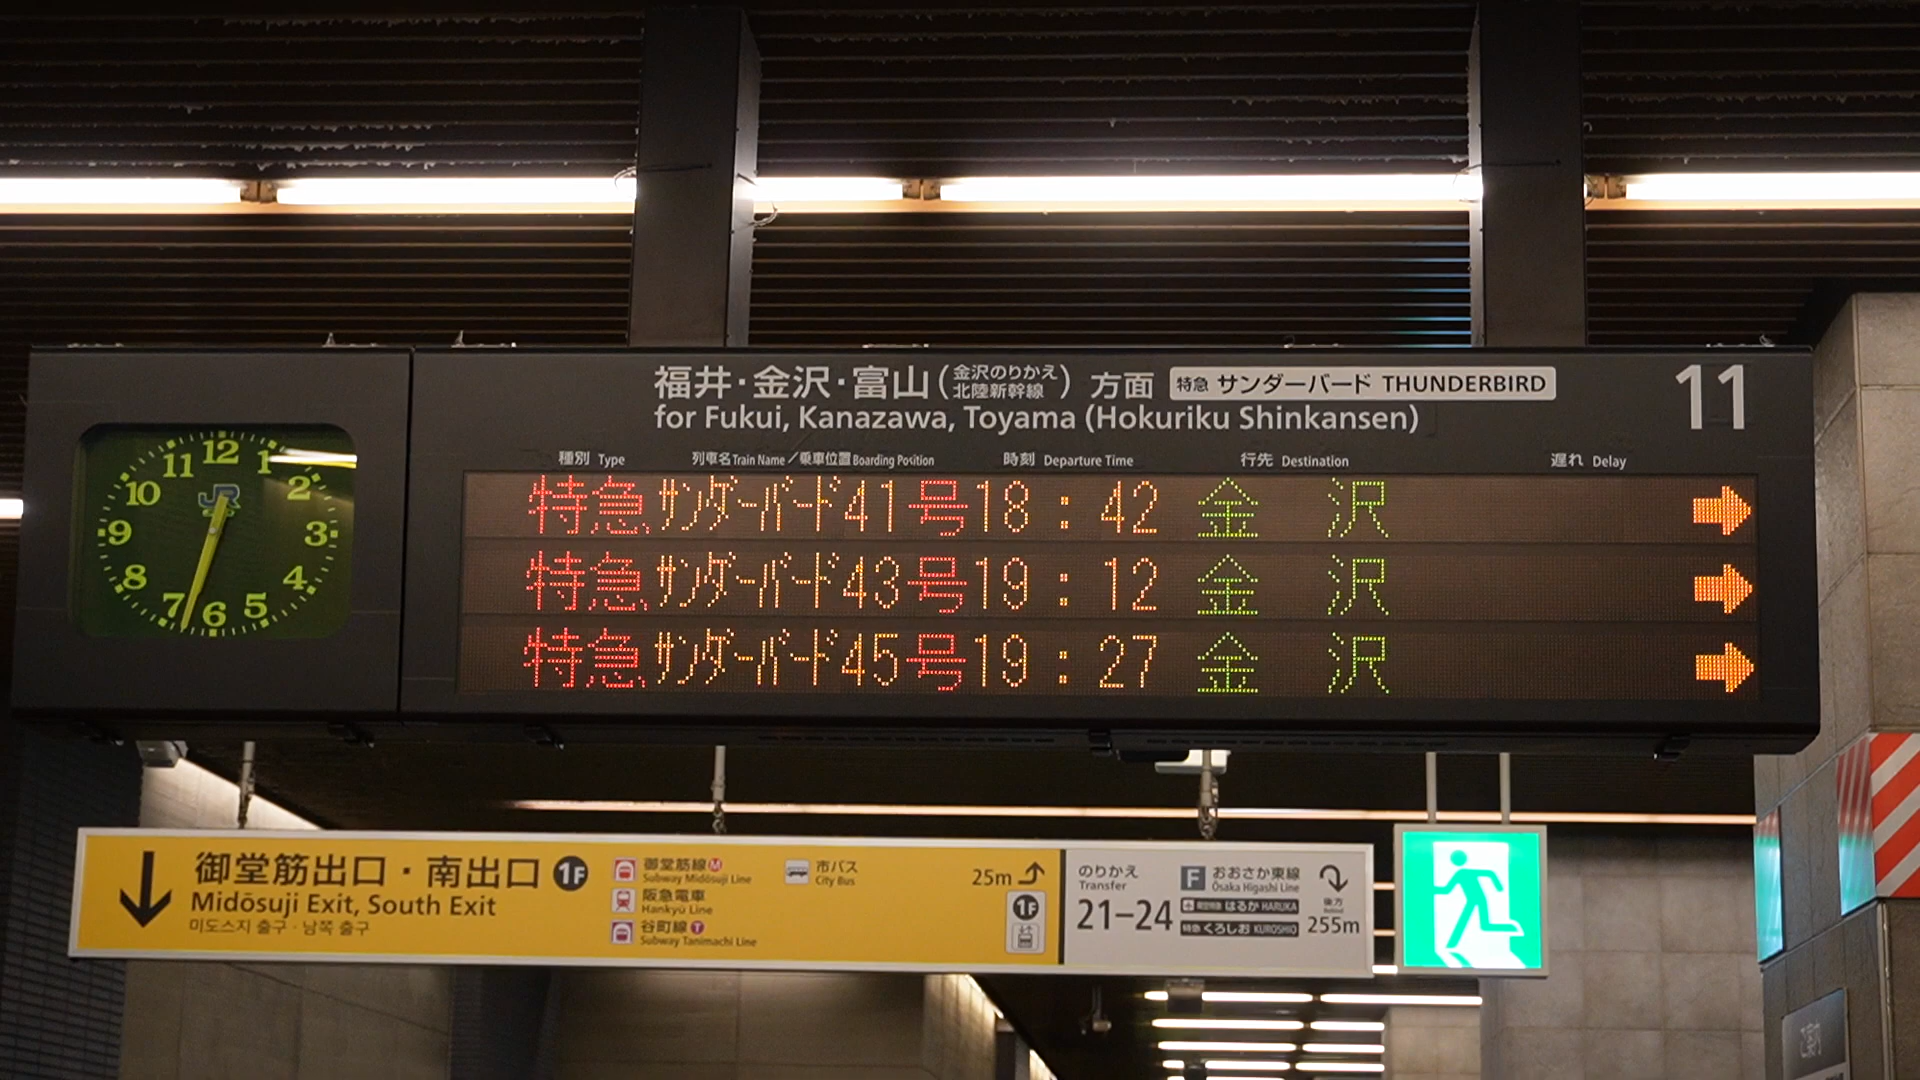 福井・金沢・富山(金沢のりかえ 北陸新幹線)方面 特急 サンダーバード THUNDERBIRD 11
for Fukui, Kanazawa, Toyama (Hokuriku Shinkansen)
種別 Type 列車名 Train Name/乗車位置 Boarding Position 時刻 Departure Time 行先 Destination 遅れ Delay
特急 サンダーバード 41号 18:42 金沢
特急 サンダーバード 43号 19:12 金沢
特急 サンダーバード 45号 19:27 金沢
12
1
2
3
4
5
6
7
8
9
10
11
JR
御堂筋出口・南出口 1F
Midōsuji Exit, South Exit
미도스지 출구・남쪽 출구
御堂筋線 M
Subway Midōsuji Line
阪急電車
Hankyū Line
谷町線 T
Subway Tanimachi Line
市バス
City Bus
25m
1F
のりかえ
Transfer
21–24
F おおさか東線
Ōsaka Higashi Line
はるか HARUKA
特急 くろしお KUROSHIO
後方
255m